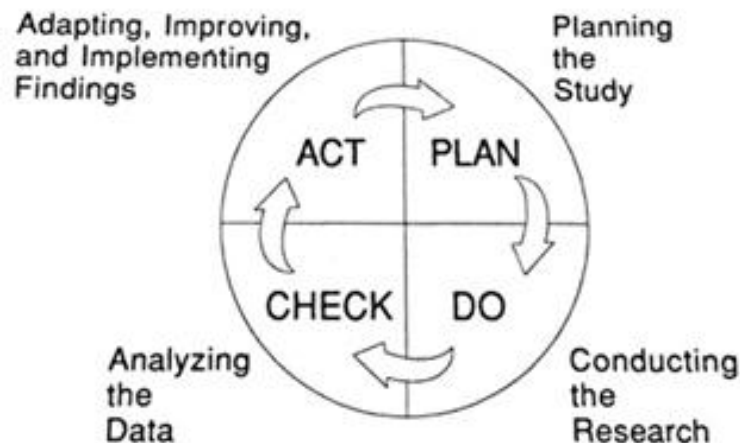 Adapting, Improving,
and Implementing
Findings
Planning
the
Study
ACT
PLAN
CHECK
DO
Analyzing
the
Data
Conducting
the
Research